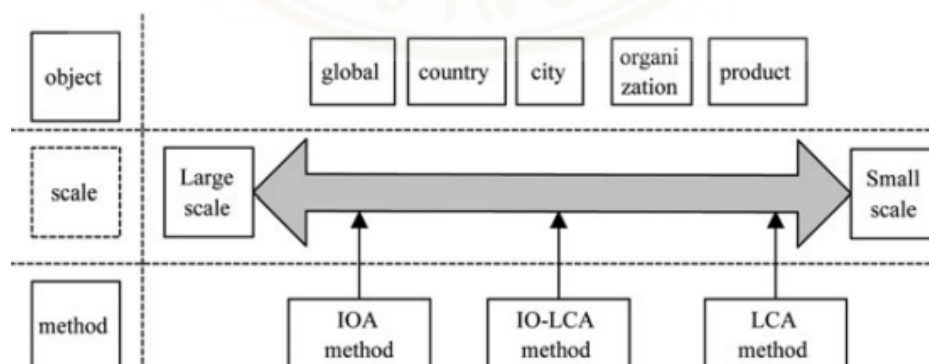 object
global
country
city
organi
zation
product
scale
Large
scale
Small
scale
method
IOA
method
IO-LCA
method
LCA
method